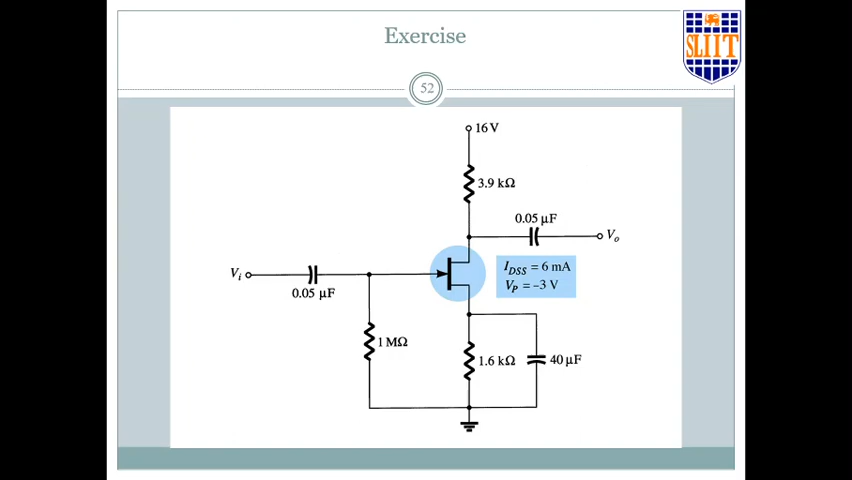 Exercise
SLIIT
52
16 V
3.9 kΩ
0.05 µF
Vo
Vi
0.05 µF
IDSS = 6 mA
VP = –3 V
1 MΩ
1.6 kΩ
40 µF